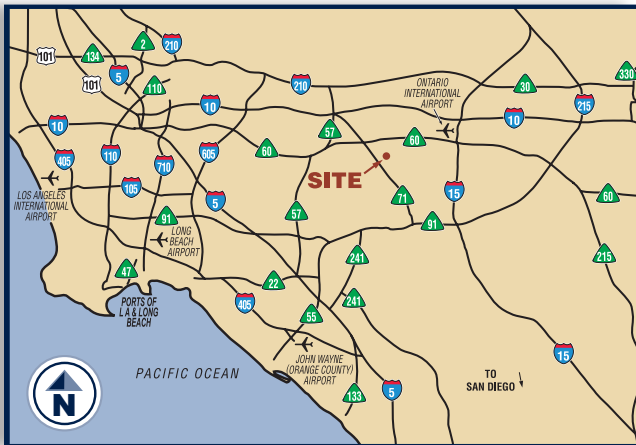 101
134
2
210
5
101
110
210
ONTARIO
INTERNATIONAL
AIRPORT
30
330
215
10
10
10
57
60
60
405
110
710
605
LOS ANGELES
INTERNATIONAL
AIRPORT
105
5
SITE
71
15
60
91
57
91
LONG
BEACH
AIRPORT
241
215
47
22
PORTS OF
L A & LONG
BEACH
405
55
241
JOHN WAYNE
(ORANGE COUNTY)
AIRPORT
15
PACIFIC OCEAN
TO
SAN DIEGO
133
5
N